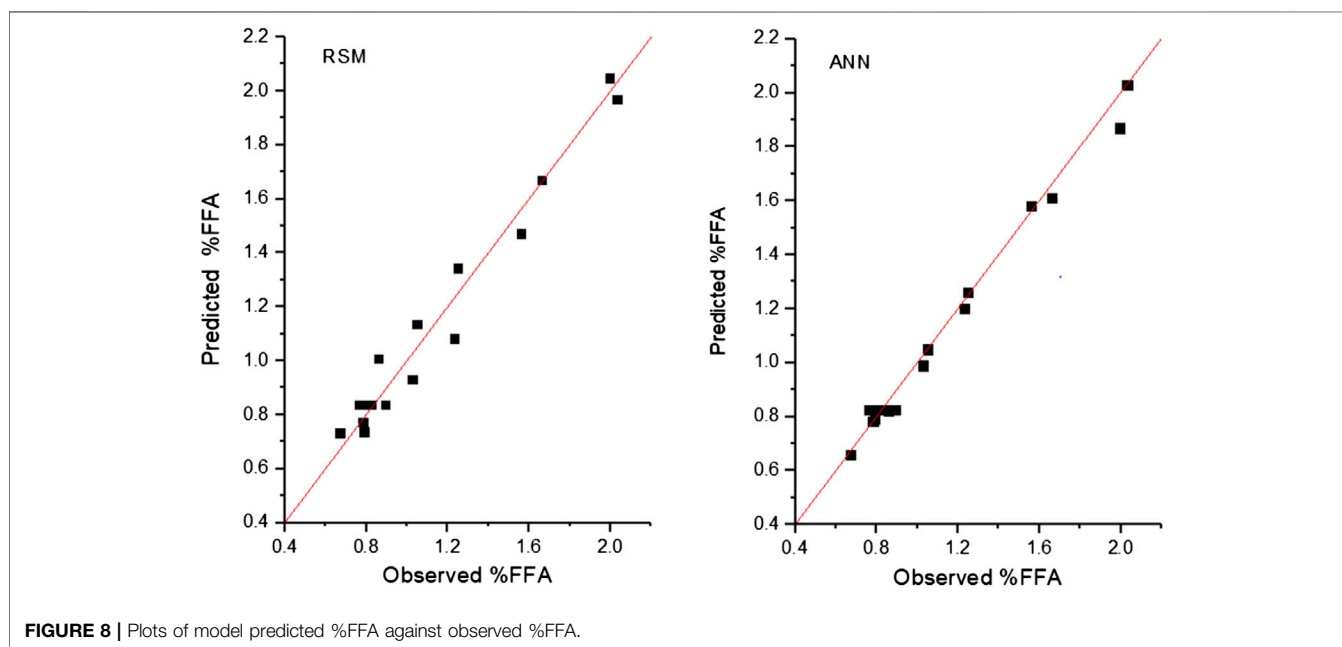 RSM
2.2
2.0
1.8
1.6
1.4
1.2
1.0
0.8
0.6
0.4
Predicted %FFA
0.4 0.8 1.2 1.6 2.0
Observed %FFA
ANN
2.2
2.0
1.8
1.6
1.4
1.2
1.0
0.8
0.6
0.4
Predicted %FFA
0.4 0.8 1.2 1.6 2.0
Observed %FFA
FIGURE 8 | Plots of model predicted %FFA against observed %FFA.